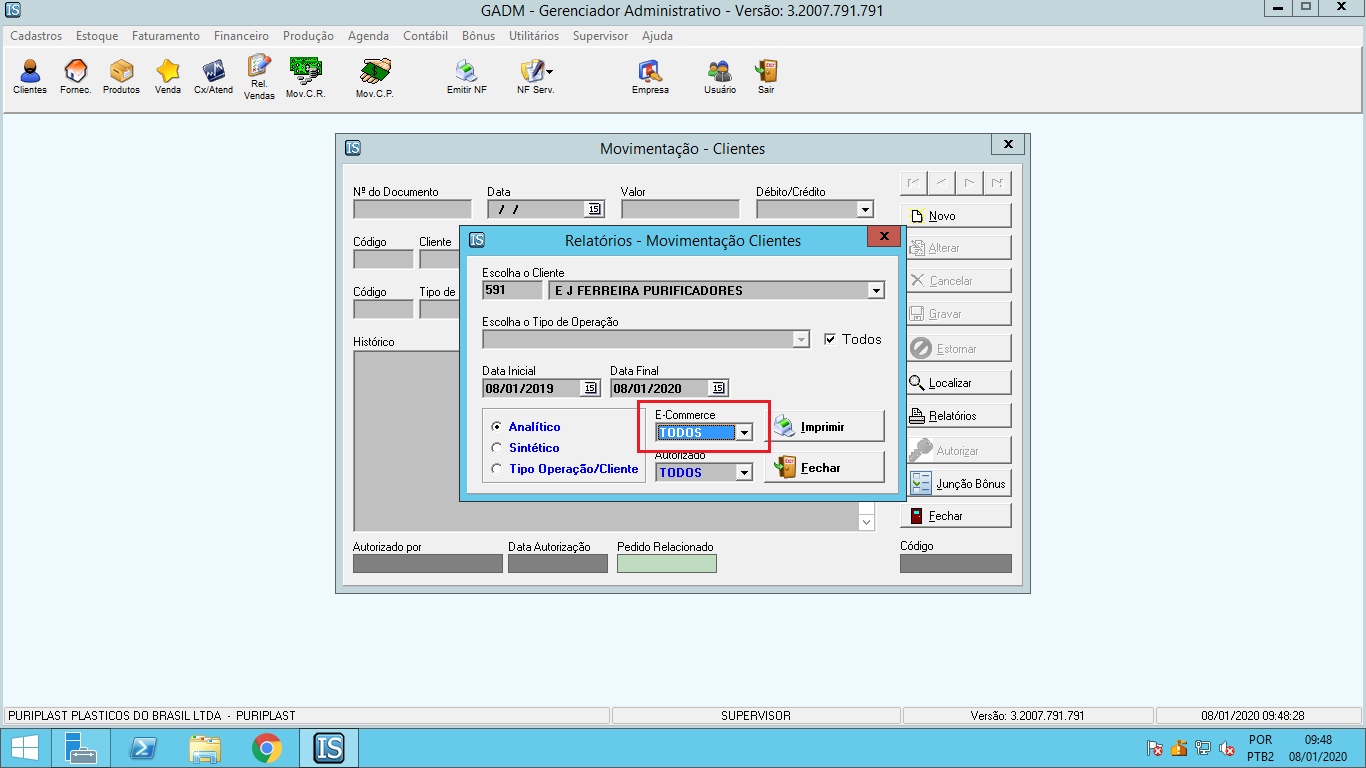 IS GADM - Gerenciador Administrativo - Versão: 3.2007.791.791 X
Cadastros Estoque Faturamento Financeiro Produção Agenda Contábil Bônus Utilitários Supervisor Ajuda
Clientes Fornec. Produtos Venda Cx/Atend Rel. Vendas Mov.C.R. Mov.C.P. Emitir NF NF Serv. Empresa Usuário Sair
IS Movimentação - Clientes X
Nº do Documento Data Valor Débito/Crédito
/ / 15
Novo
Código Cliente
Alterar
Cancelar
Código Tipo de
Gravar
Histórico
Estornar
Localizar
Relatórios
Autorizar
Junção Bônus
Fechar
IS Relatórios - Movimentação Clientes X
Escolha o Cliente
591 E J FERREIRA PURIFICADORES
Escolha o Tipo de Operação
Todos
Data Inicial Data Final
08/01/2019 15 08/01/2020 15
Analítico
Sintético
Tipo Operação/Cliente
E-Commerce
TODOS
Autorizado
TODOS
Imprimir
Fechar
Autorizado por Data Autorização Pedido Relacionado Código
PURIPLAST PLASTICOS DO BRASIL LTDA - PURIPLAST SUPERVISOR Versão: 3.2007.791.791 08/01/2020 09:48:28
IS POR 09:48
PTB2 08/01/2020